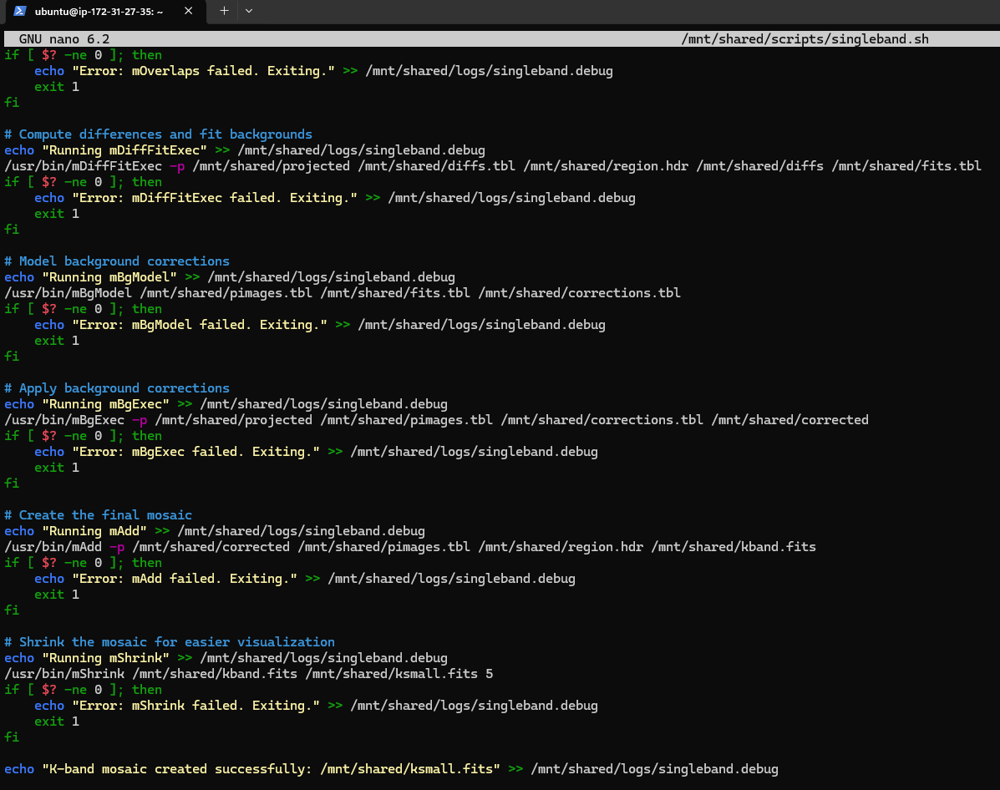 ubuntu@ip-172-31-27-35: ~
GNU nano 6.2 /mnt/shared/scripts/singleband.sh
if [ $? -ne 0 ]; then
    echo "Error: mOverlaps failed. Exiting." >> /mnt/shared/logs/singleband.debug
    exit 1
fi

# Compute differences and fit backgrounds
echo "Running mDiffFitExec" >> /mnt/shared/logs/singleband.debug
/usr/bin/mDiffFitExec -p /mnt/shared/projected /mnt/shared/diffs.tbl /mnt/shared/region.hdr /mnt/shared/diffs /mnt/shared/fits.tbl
if [ $? -ne 0 ]; then
    echo "Error: mDiffFitExec failed. Exiting." >> /mnt/shared/logs/singleband.debug
    exit 1
fi

# Model background corrections
echo "Running mBgModel" >> /mnt/shared/logs/singleband.debug
/usr/bin/mBgModel /mnt/shared/pimages.tbl /mnt/shared/fits.tbl /mnt/shared/corrections.tbl
if [ $? -ne 0 ]; then
    echo "Error: mBgModel failed. Exiting." >> /mnt/shared/logs/singleband.debug
    exit 1
fi

# Apply background corrections
echo "Running mBgExec" >> /mnt/shared/logs/singleband.debug
/usr/bin/mBgExec -p /mnt/shared/projected /mnt/shared/pimages.tbl /mnt/shared/corrections.tbl /mnt/shared/corrected
if [ $? -ne 0 ]; then
    echo "Error: mBgExec failed. Exiting." >> /mnt/shared/logs/singleband.debug
    exit 1
fi

# Create the final mosaic
echo "Running mAdd" >> /mnt/shared/logs/singleband.debug
/usr/bin/mAdd -p /mnt/shared/corrected /mnt/shared/pimages.tbl /mnt/shared/region.hdr /mnt/shared/kband.fits
if [ $? -ne 0 ]; then
    echo "Error: mAdd failed. Exiting." >> /mnt/shared/logs/singleband.debug
    exit 1
fi

# Shrink the mosaic for easier visualization
echo "Running mShrink" >> /mnt/shared/logs/singleband.debug
/usr/bin/mShrink /mnt/shared/kband.fits /mnt/shared/ksmall.fits 5
if [ $? -ne 0 ]; then
    echo "Error: mShrink failed. Exiting." >> /mnt/shared/logs/singleband.debug
    exit 1
fi

echo "K-band mosaic created successfully: /mnt/shared/ksmall.fits" >> /mnt/shared/logs/singleband.debug